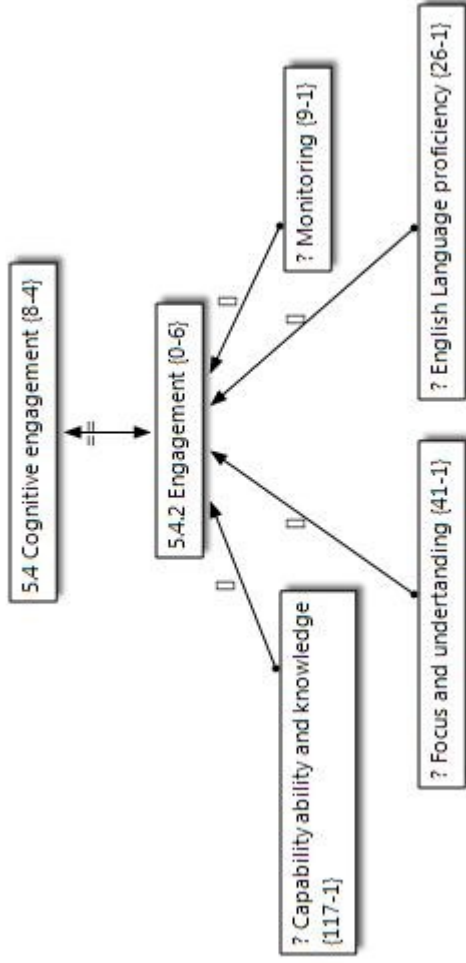 5.4 Cognitive engagement {8-4}
==
5.4.2 Engagement {0-6}
? Capability ability and knowledge
{117-1}
? Monitoring {9-1}
? Focus and undertanding {41-1}
? English Language proficiency {26-1}